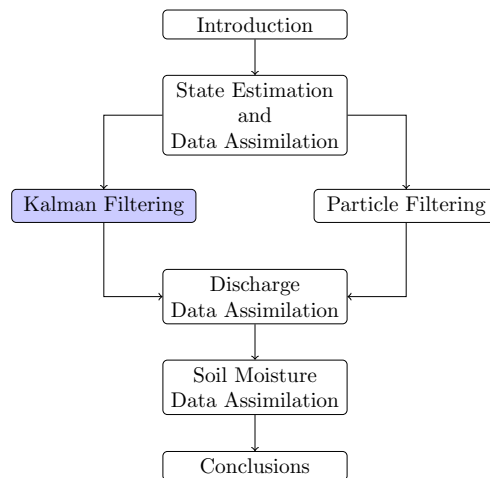 Introduction
State Estimation
and
Data Assimilation
Kalman Filtering
Particle Filtering
Discharge
Data Assimilation
Soil Moisture
Data Assimilation
Conclusions